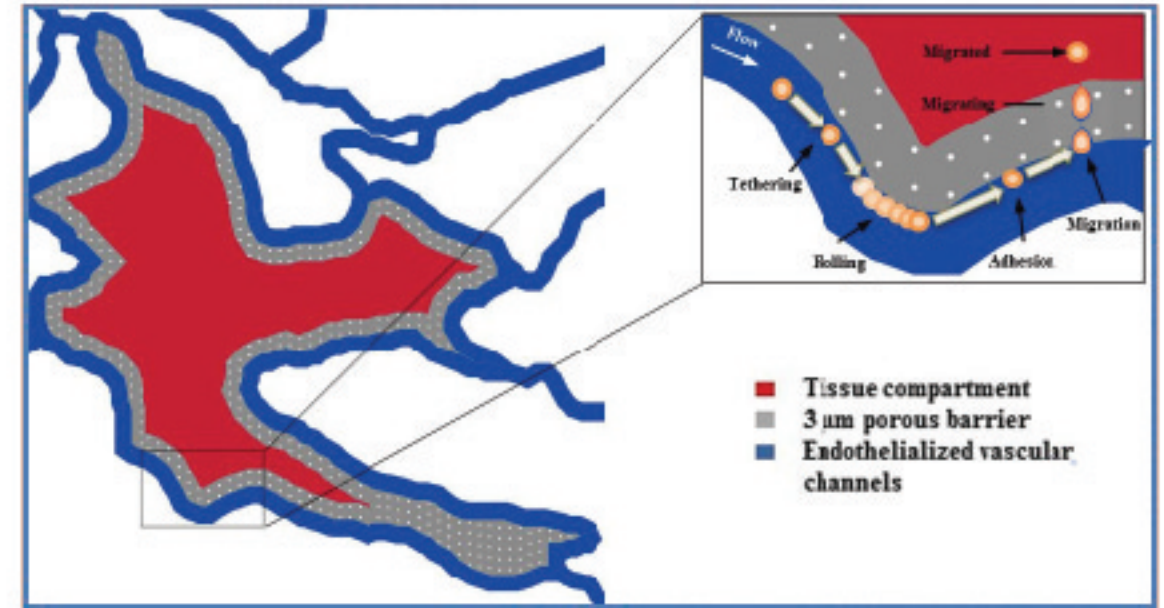 Flow
Migrated
Migrating
Tethering
Migration
Rolling
Adhesion
Tissue compartment
3 µm porous barrier
Endothelialized vascular
channels